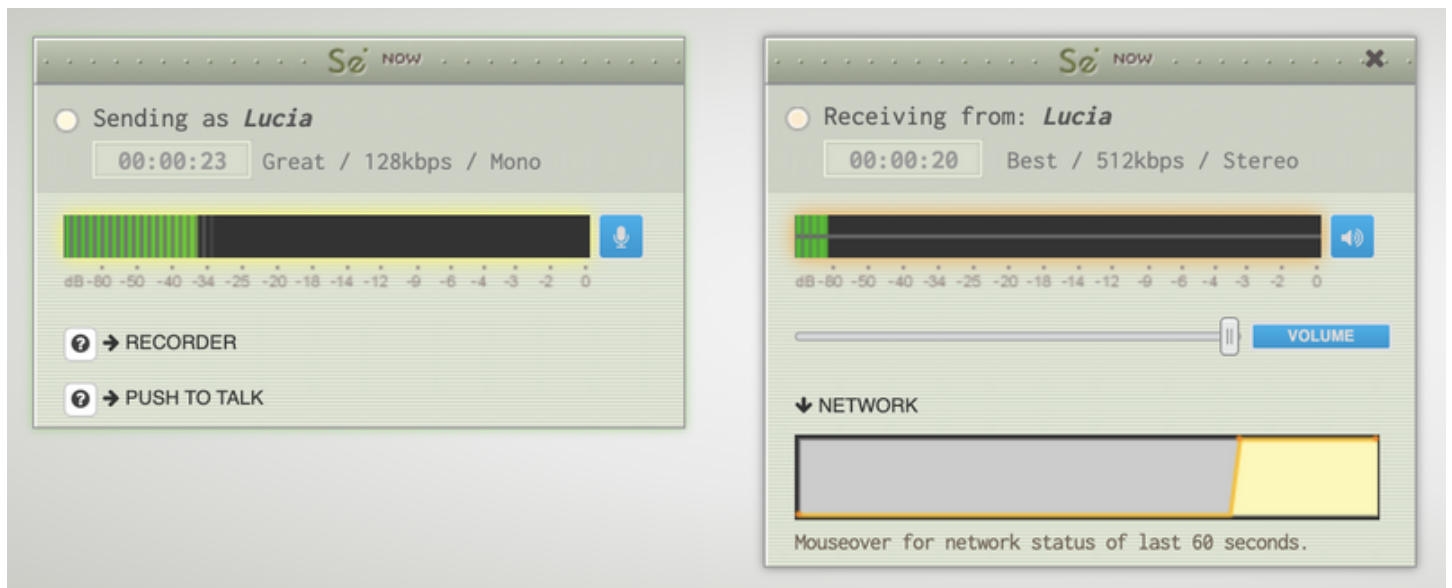 Se NOW
Sending as Lucia
00:00:23 Great / 128kbps / Mono
dB -80 -50 -40 -34 -25 -20 -18 -14 -12 -9 -6 -4 -3 -2 0
RECORDER
PUSH TO TALK
Se NOW
Receiving from: Lucia
00:00:20 Best / 512kbps / Stereo
dB -80 -50 -40 -34 -25 -20 -18 -14 -12 -9 -6 -4 -3 -2 0
VOLUME
NETWORK
Mouseover for network status of last 60 seconds.